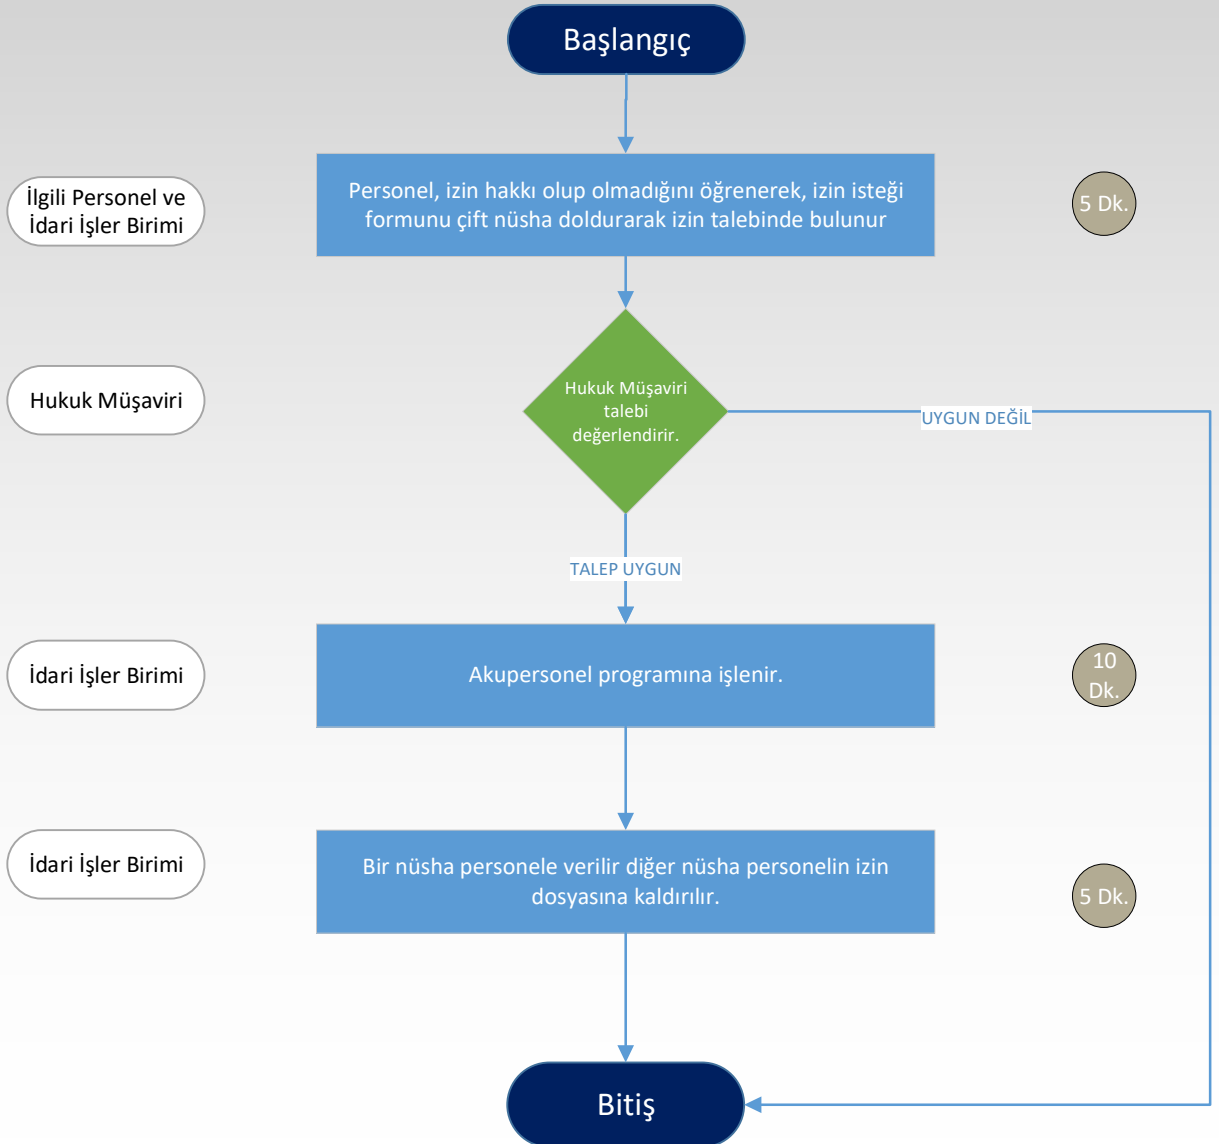 Başlangıç
İlgili Personel ve
İdari İşler Birimi
Personel, izin hakkı olup olmadığını öğrenerek, izin isteği
formunu çift nüsha doldurarak izin talebinde bulunur
5 Dk.
Hukuk Müşaviri
Hukuk Müşaviri
talebi
değerlendirir.
UYGUN DEĞİL
TALEP UYGUN
İdari İşler Birimi
Akupersonel programına işlenir.
10
Dk.
İdari İşler Birimi
Bir nüsha personele verilir diğer nüsha personelin izin
dosyasına kaldırılır.
5 Dk.
Bitiş